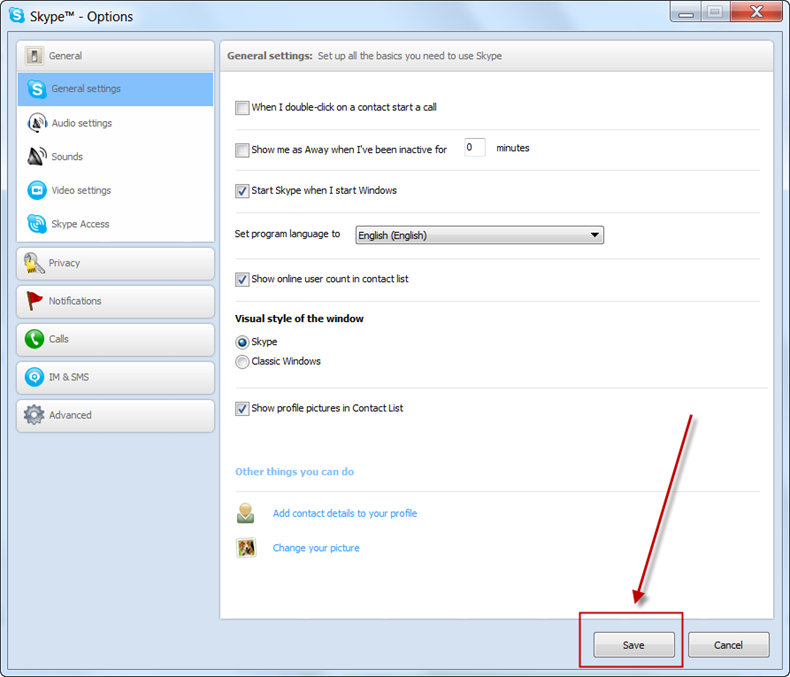 Skype™ - Options
General
General settings
Audio settings
Sounds
Video settings
Skype Access
Privacy
Notifications
Calls
IM & SMS
Advanced
General settings: Set up all the basics you need to use Skype
When I double-click on a contact start a call
Show me as Away when I've been inactive for 0 minutes
Start Skype when I start Windows
Set program language to English (English)
Show online user count in contact list
Visual style of the window
Skype
Classic Windows
Show profile pictures in Contact List
Other things you can do
Add contact details to your profile
Change your picture
Save Cancel